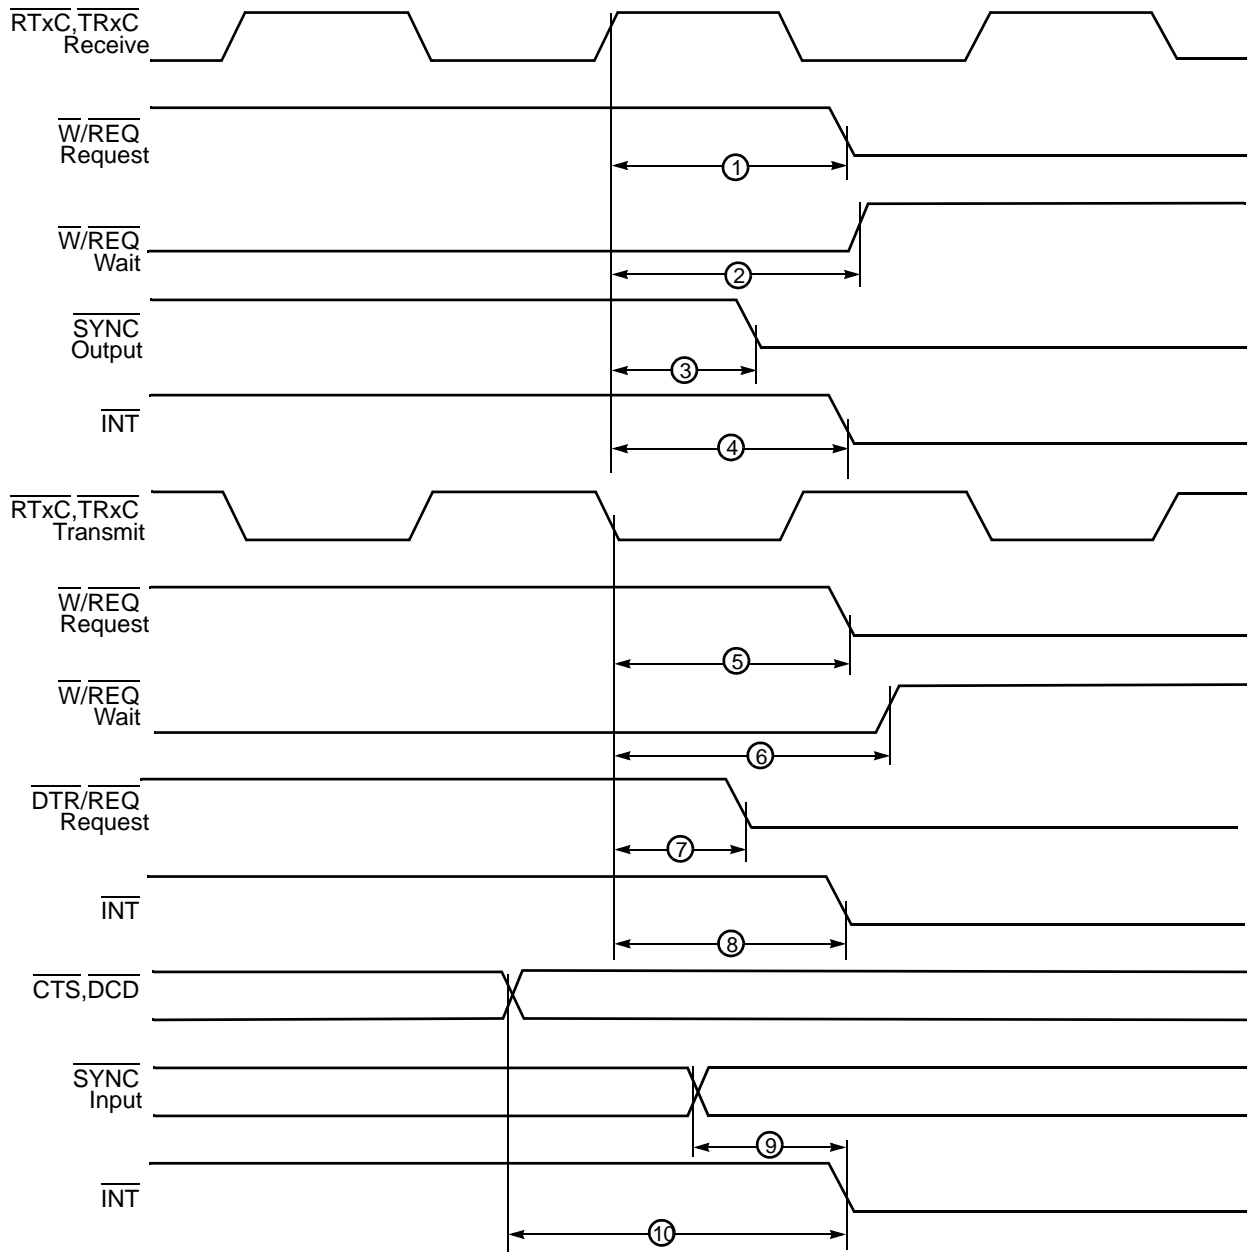 RTxC,TRxC
Receive
W/REQ
Request
1
W/REQ
Wait
2
SYNC
Output
3
INT
4
RTxC,TRxC
Transmit
W/REQ
Request
5
W/REQ
Wait
6
DTR/REQ
Request
7
INT
8
CTS,DCD
SYNC
Input
9
INT
10